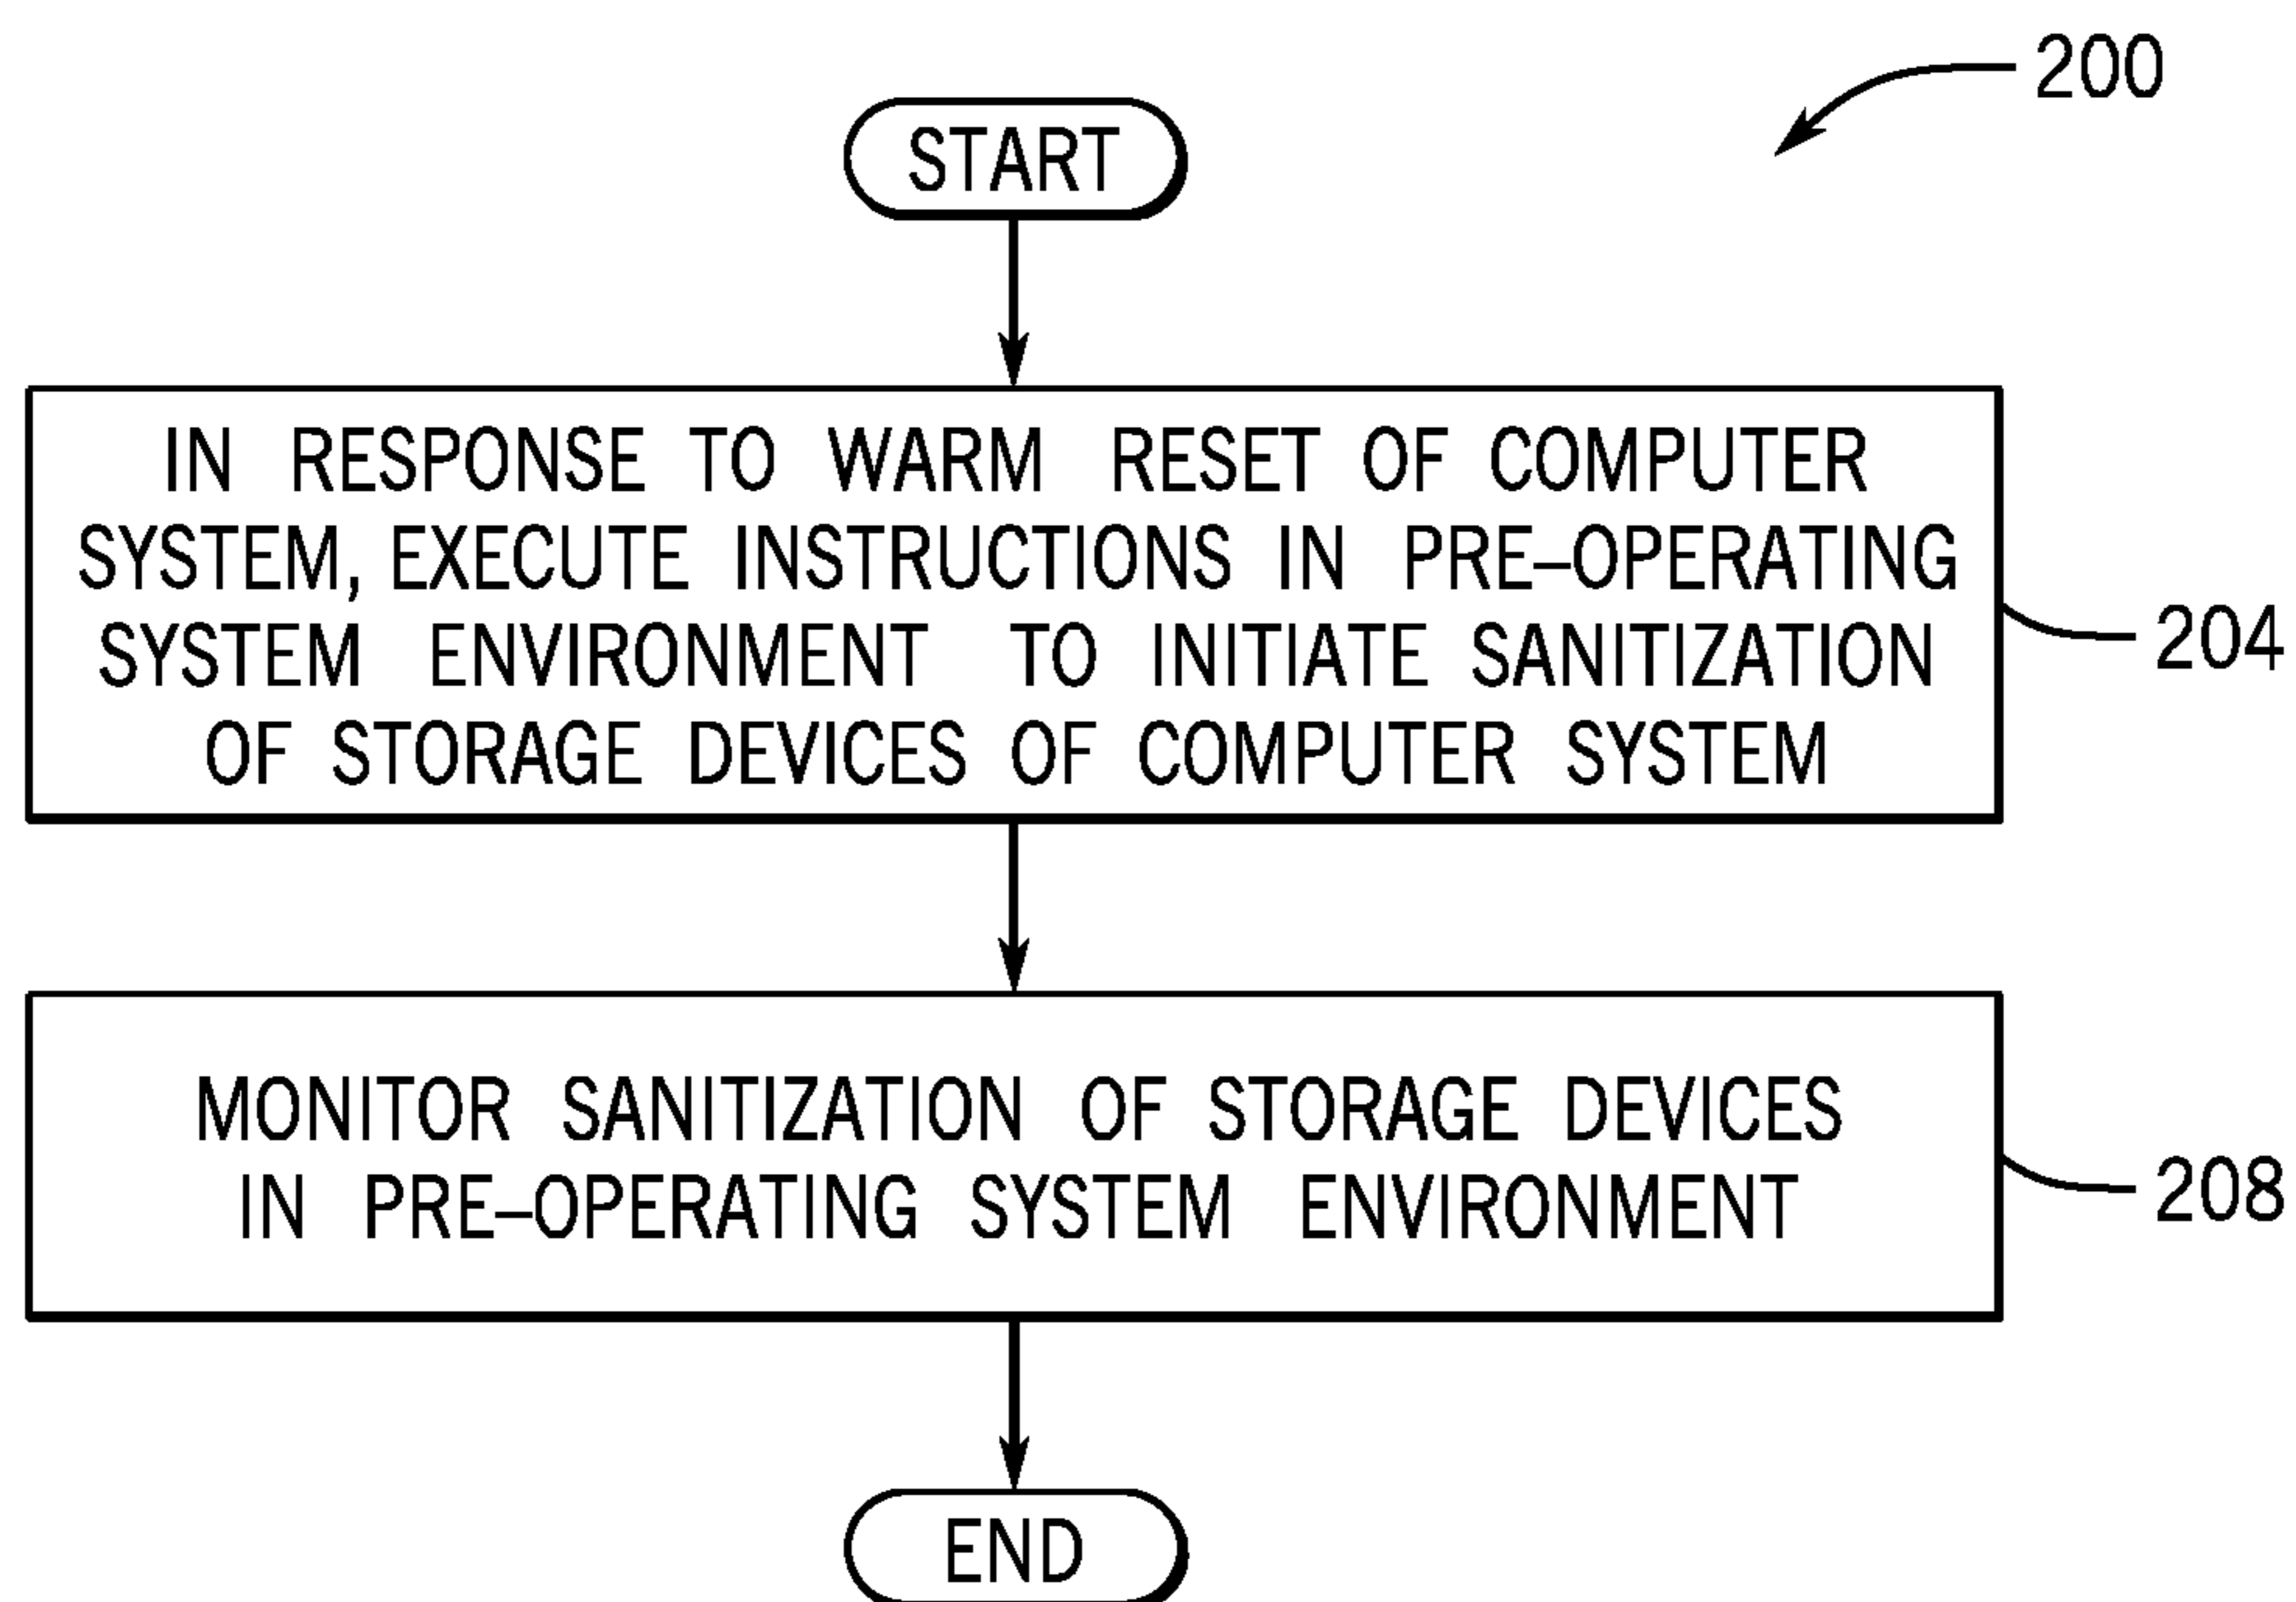 200
START
IN RESPONSE TO WARM RESET OF COMPUTER
SYSTEM, EXECUTE INSTRUCTIONS IN PRE–OPERATING
SYSTEM ENVIRONMENT TO INITIATE SANITIZATION
OF STORAGE DEVICES OF COMPUTER SYSTEM
204
MONITOR SANITIZATION OF STORAGE DEVICES
IN PRE–OPERATING SYSTEM ENVIRONMENT
208
END